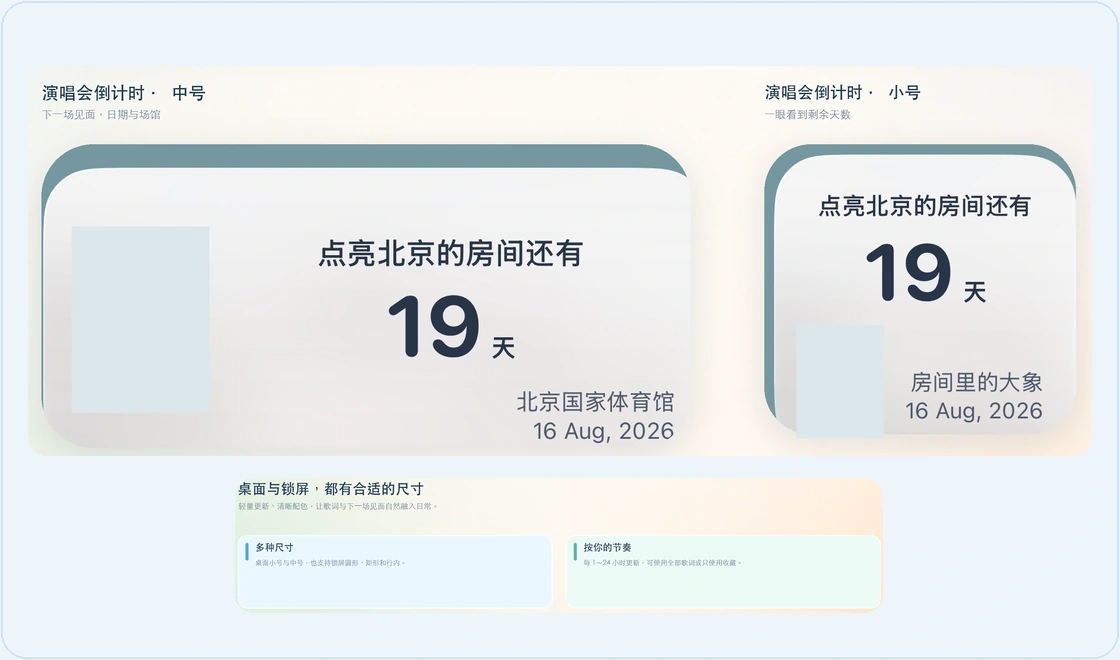 演唱会倒计时 · 中号
下一场见面 · 日期与场馆
点亮北京的房间还有
19 天
北京国家体育馆
16 Aug, 2026
演唱会倒计时 · 小号
一眼看到剩余天数
点亮北京的房间还有
19 天
房间里的大象
16 Aug, 2026
桌面与锁屏，都有合适的尺寸
轻量更新、清晰配色，让歌词与下一场见面自然融入日常。
多种尺寸
桌面小号与中号，也支持锁屏圆形、矩形和行内。
按你的节奏
每 1~24 小时更新，可使用全部歌词或只使用收藏。